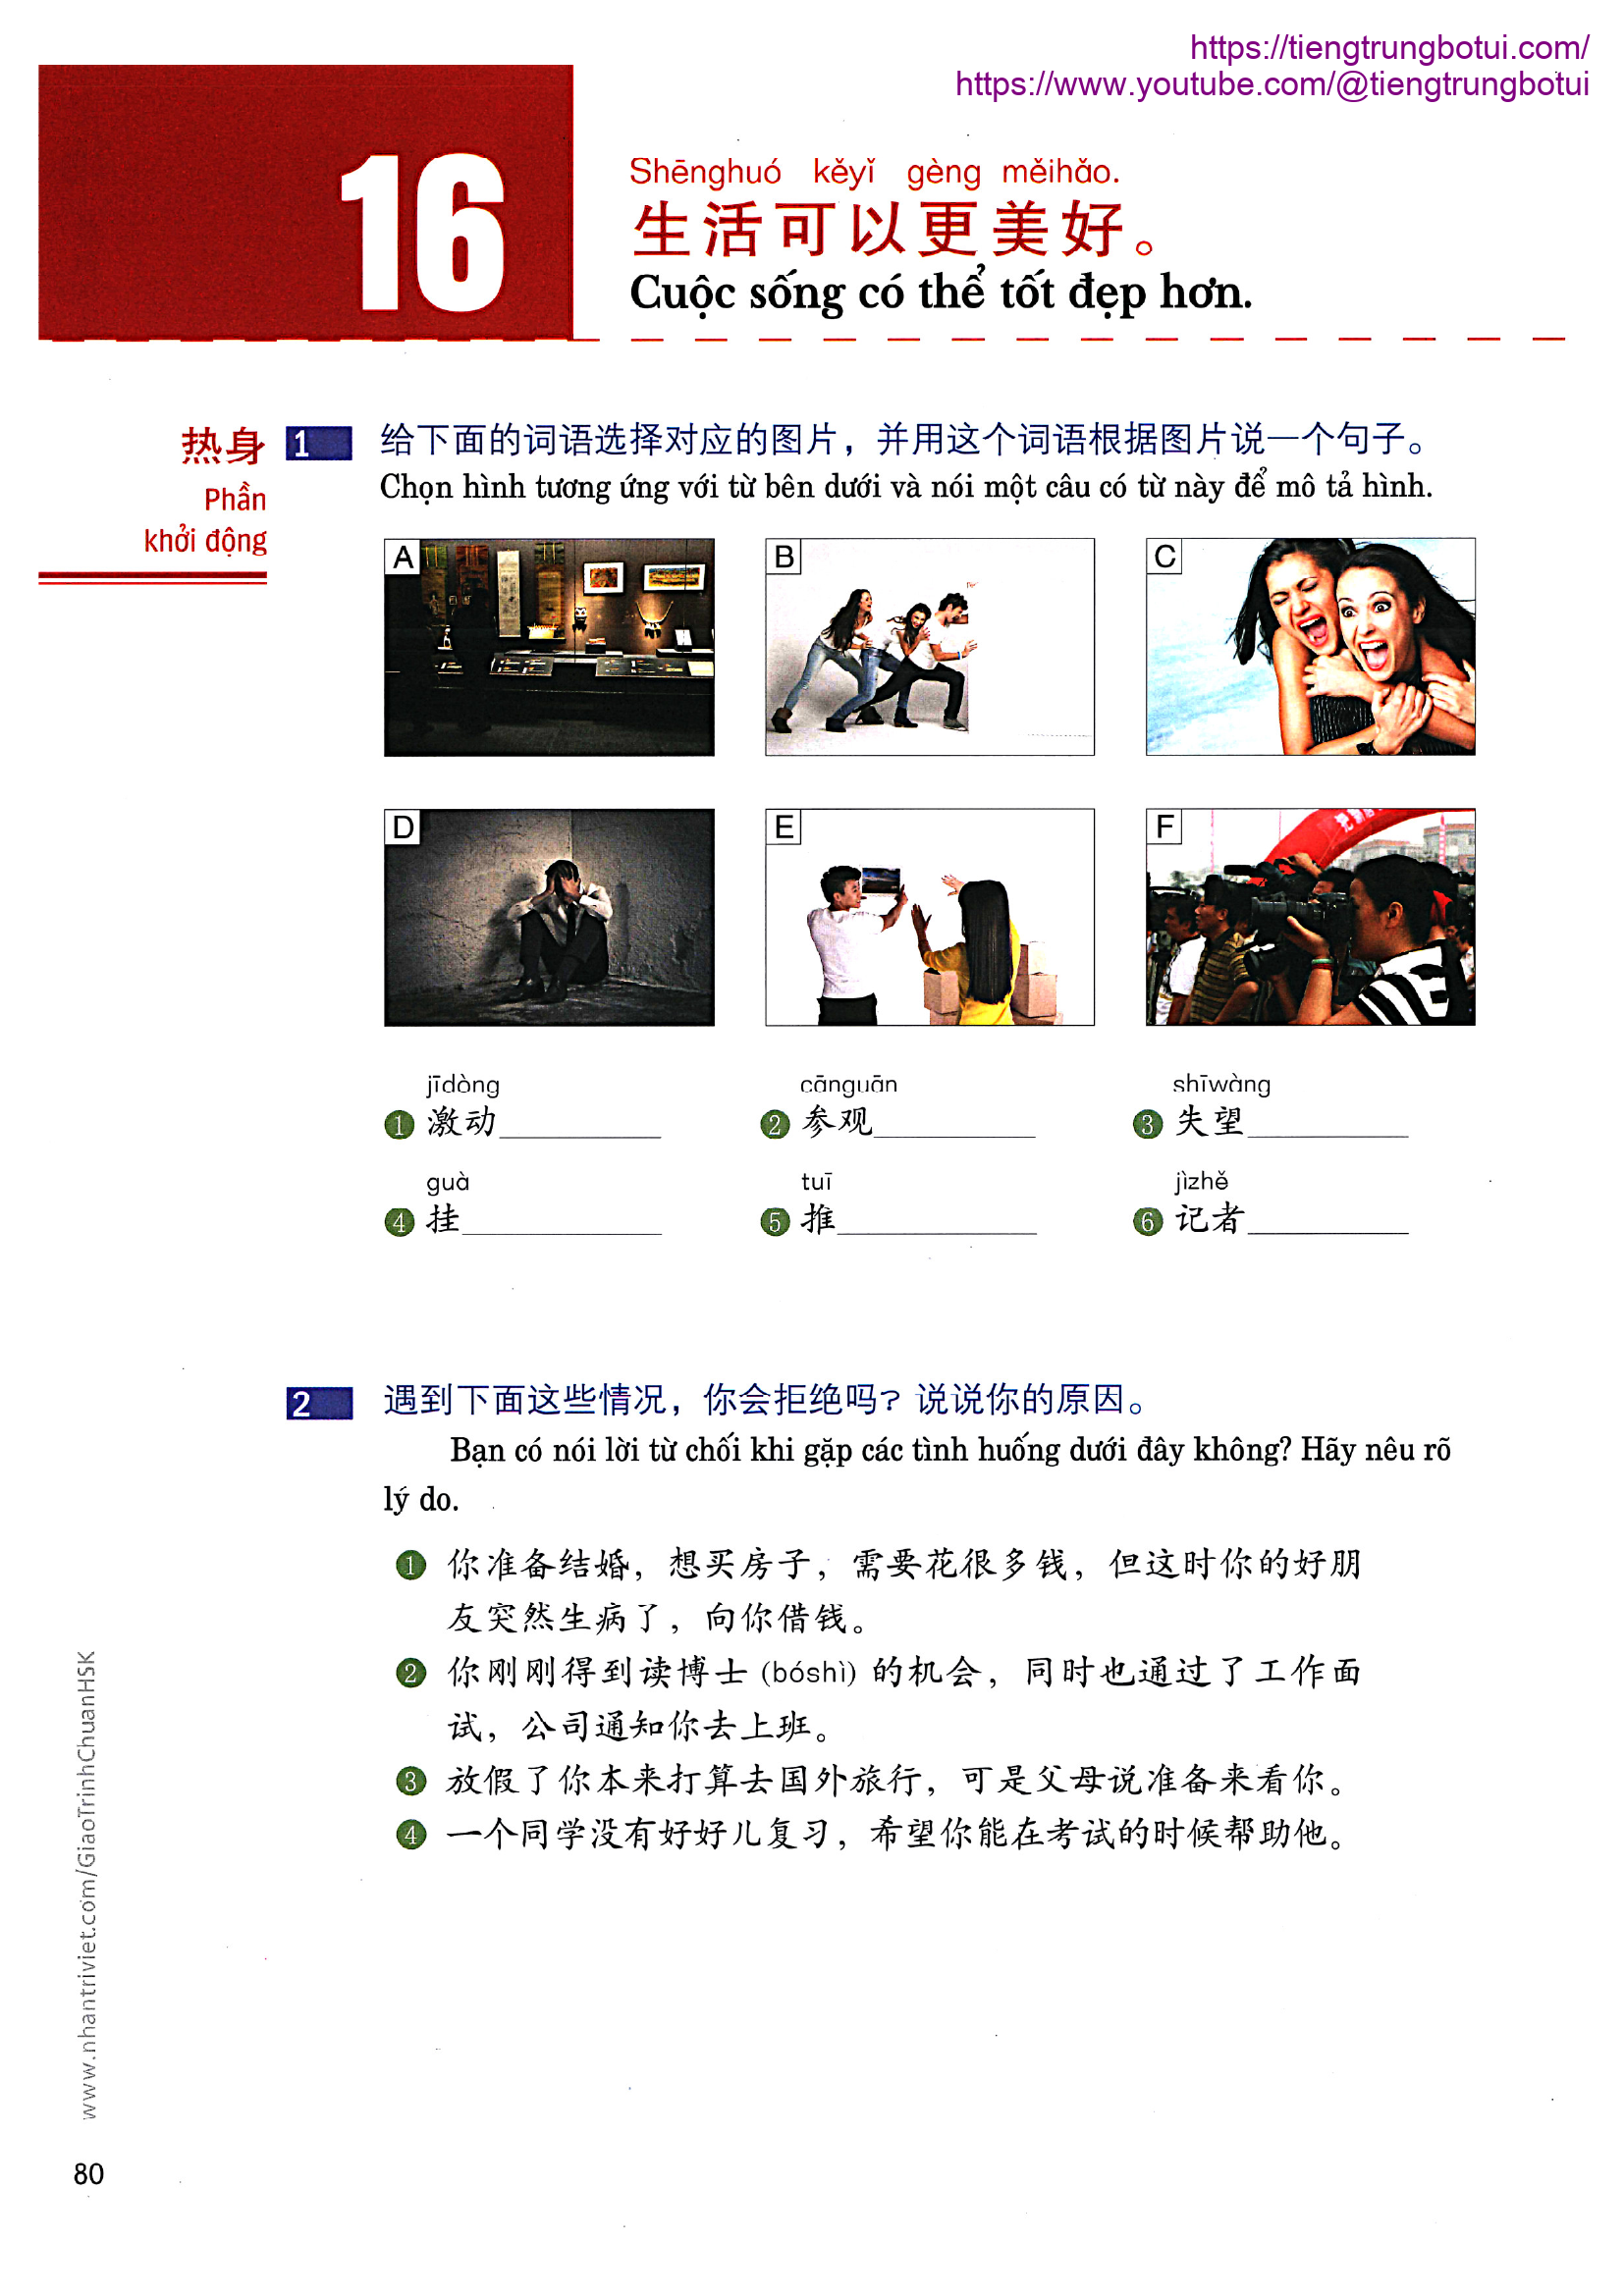 https://tiengtrungbotui.com/
https://www.youtube.com/@tiengtrungbotui
16
Shēnghuó kěyǐ gèng měihǎo.
生活可以更美好。
Cuộc sống có thể tốt đẹp hơn.
热身
Phần
khởi động
1 给下面的词语选择对应的图片，并用这个词语根据图片说一个句子。
Chọn hình tương ứng với từ bên dưới và nói một câu có từ này để mô tả hình.
A
B
C
D
E
F
jīdòng cānguān shīwàng
1 激动__________ 2 参观__________ 3 失望__________
guà tuī jìzhě
4 挂____________ 5 推____________ 6 记者__________
2 遇到下面这些情况，你会拒绝吗？说说你的原因。
Bạn có nói lời từ chối khi gặp các tình huống dưới đây không? Hãy nêu rõ
lý do.
1 你准备结婚，想买房子，需要花很多钱，但这时你的好朋
友突然生病了，向你借钱。
2 你刚刚得到读博士 (bóshì) 的机会，同时也通过了工作面
试，公司通知你去上班。
3 放假了你本来打算去国外旅行，可是父母说准备来看你。
4 一个同学没有好好儿复习，希望你能在考试的时候帮助他。
www.nhantriviet.com/GiaoTrinhChuanHSK
80